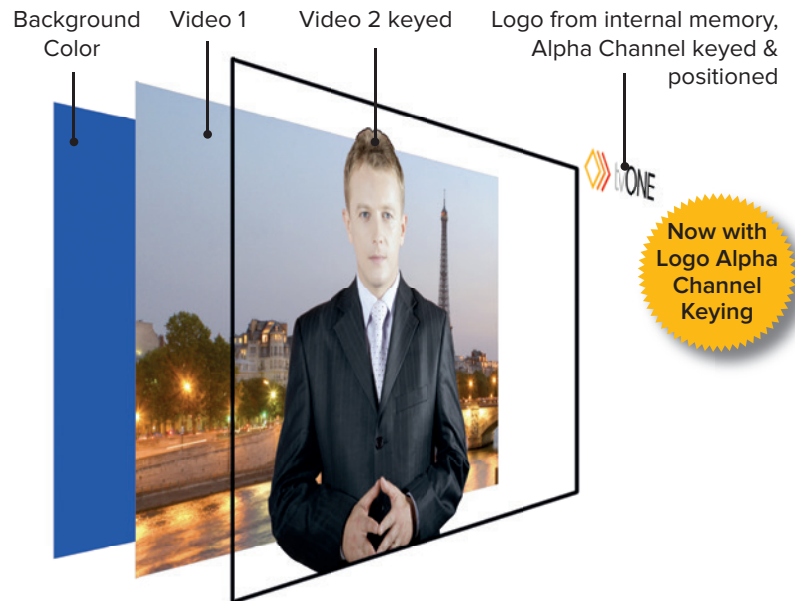 Background
Color
Video 1
Video 2 keyed
Logo from internal memory,
Alpha Channel keyed &
positioned
tvONE
Now with
Logo Alpha
Channel
Keying